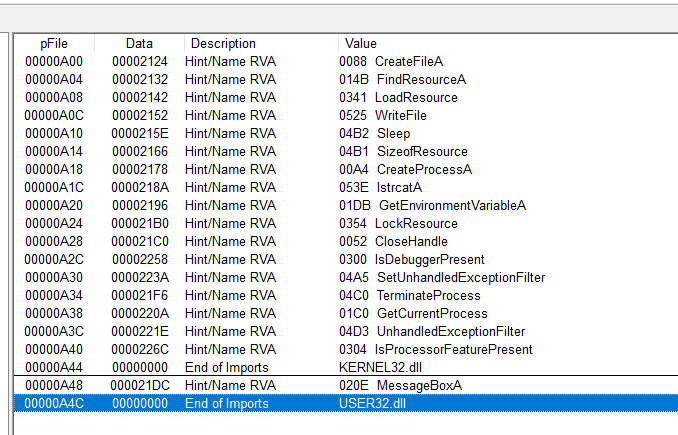 pFile Data Description Value
00000A00 00002124 Hint/Name RVA 0088 CreateFileA
00000A04 00002132 Hint/Name RVA 014B FindResourceA
00000A08 00002142 Hint/Name RVA 0341 LoadResource
00000A0C 00002152 Hint/Name RVA 0525 WriteFile
00000A10 0000215E Hint/Name RVA 04B2 Sleep
00000A14 00002166 Hint/Name RVA 04B1 SizeofResource
00000A18 00002178 Hint/Name RVA 00A4 CreateProcessA
00000A1C 0000218A Hint/Name RVA 053E lstrcatA
00000A20 00002196 Hint/Name RVA 01DB GetEnvironmentVariableA
00000A24 000021B0 Hint/Name RVA 0354 LockResource
00000A28 000021C0 Hint/Name RVA 0052 CloseHandle
00000A2C 00002258 Hint/Name RVA 0300 IsDebuggerPresent
00000A30 0000223A Hint/Name RVA 04A5 SetUnhandledExceptionFilter
00000A34 000021F6 Hint/Name RVA 04C0 TerminateProcess
00000A38 0000220A Hint/Name RVA 01C0 GetCurrentProcess
00000A3C 0000221E Hint/Name RVA 04D3 UnhandledExceptionFilter
00000A40 0000226C Hint/Name RVA 0304 IsProcessorFeaturePresent
00000A44 00000000 End of Imports KERNEL32.dll
00000A48 000021DC Hint/Name RVA 020E MessageBoxA
00000A4C 00000000 End of Imports USER32.dll